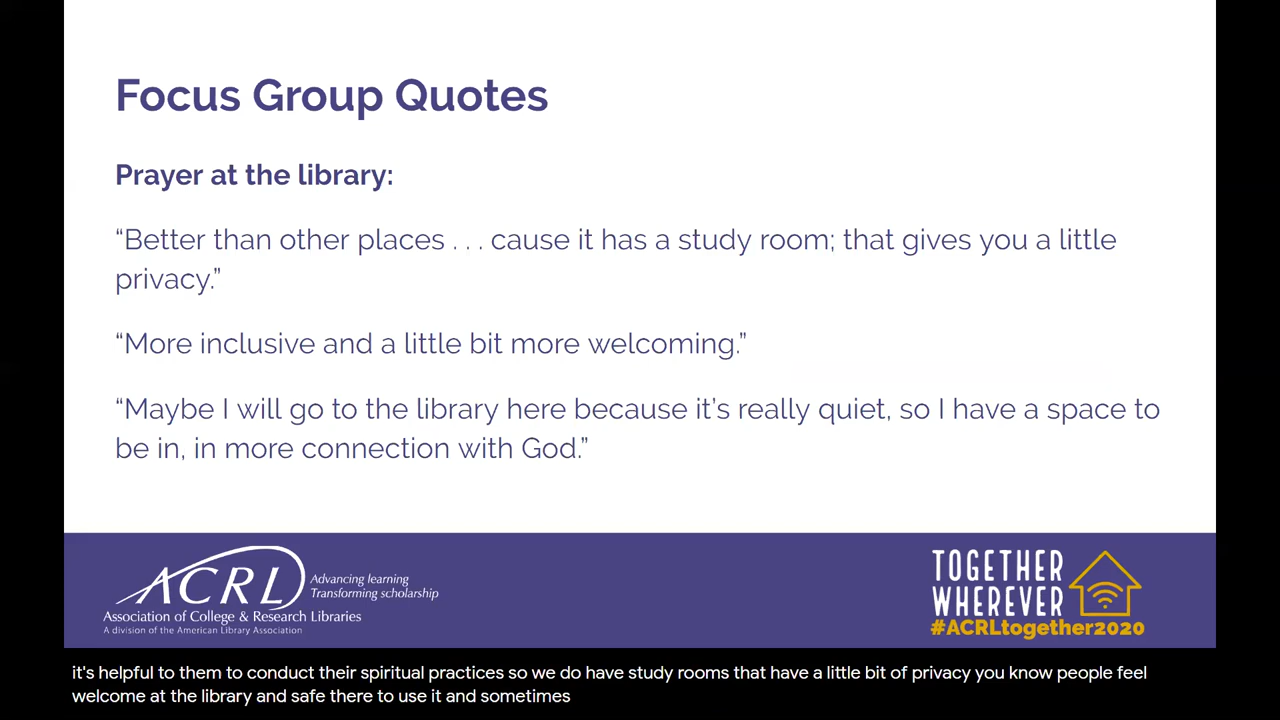 Focus Group Quotes
Prayer at the library:
“Better than other places . . . cause it has a study room; that gives you a little
privacy.”
“More inclusive and a little bit more welcoming.”
“Maybe I will go to the library here because it’s really quiet, so I have a space to
be in, in more connection with God.”
ACRL
Advancing learning
Transforming scholarship
Association of College & Research Libraries
A division of the American Library Association
TOGETHER
WHEREVER
#ACRLtogether2020
it's helpful to them to conduct their spiritual practices so we do have study rooms that have a little bit of privacy you know people feel
welcome at the library and safe there to use it and sometimes